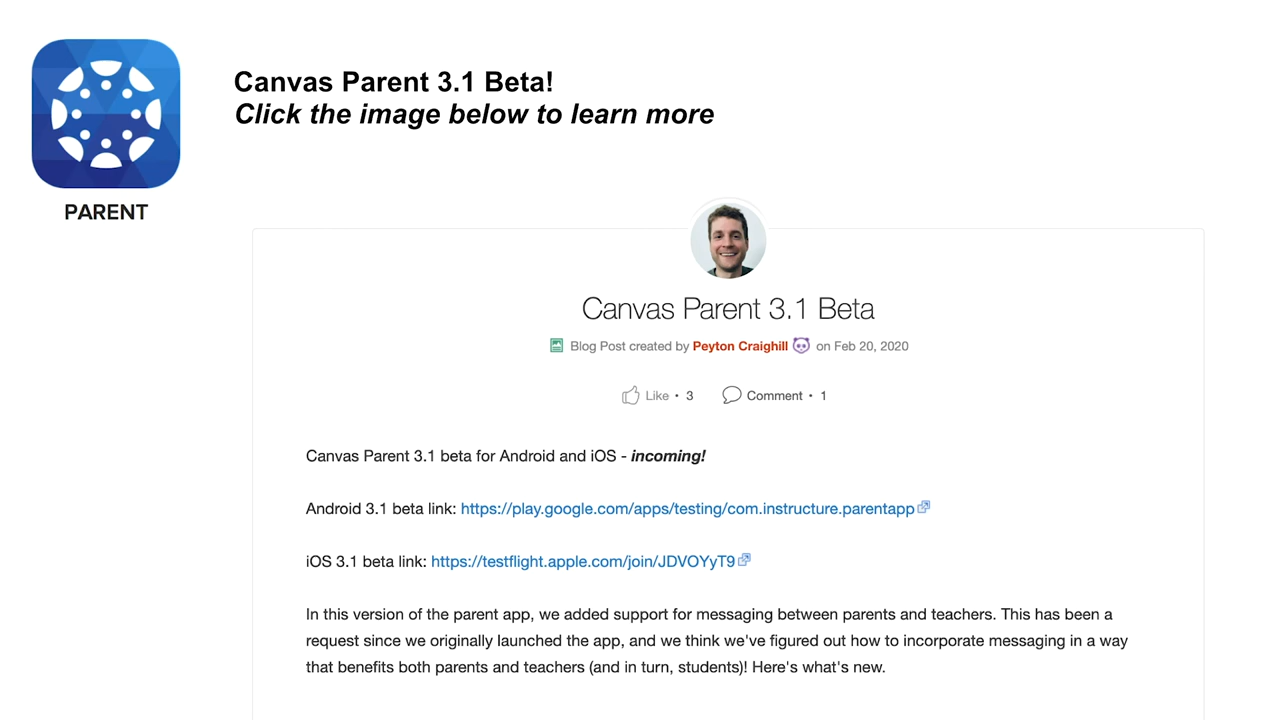 Canvas Parent 3.1 Beta!
Click the image below to learn more
PARENT
Canvas Parent 3.1 Beta
Blog Post created by Peyton Craighill on Feb 20, 2020
Like • 3 Comment • 1
Canvas Parent 3.1 beta for Android and iOS - incoming!
Android 3.1 beta link: https://play.google.com/apps/testing/com.instructure.parentapp
iOS 3.1 beta link: https://testflight.apple.com/join/JDVOYyT9
In this version of the parent app, we added support for messaging between parents and teachers. This has been a
request since we originally launched the app, and we think we've figured out how to incorporate messaging in a way
that benefits both parents and teachers (and in turn, students)! Here's what's new.